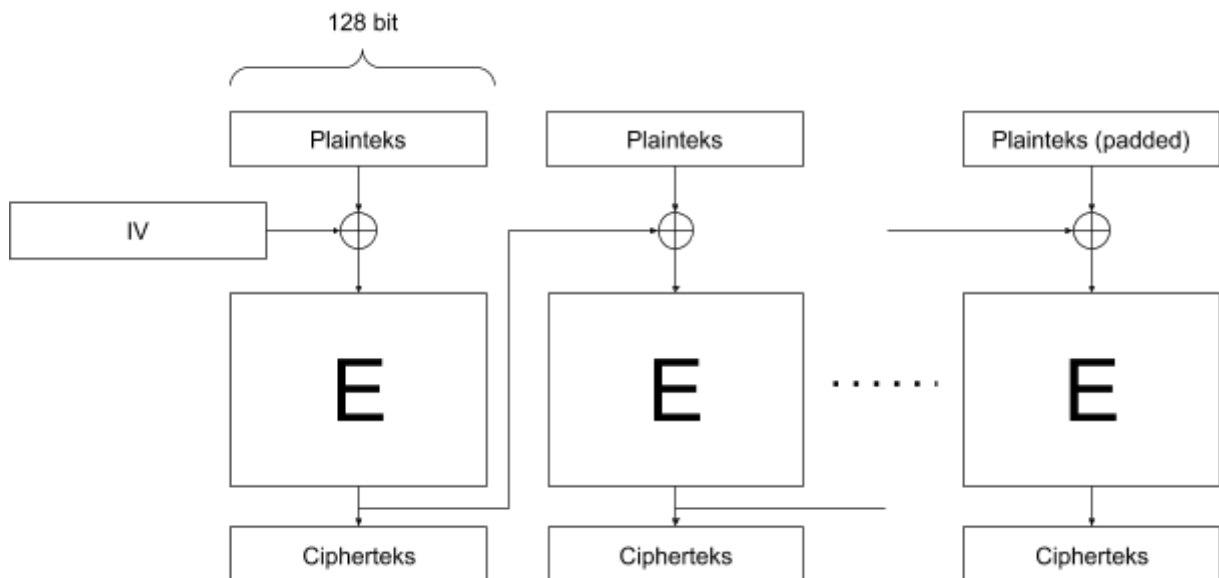 128 bit
Plainteks
Plainteks
Plainteks (padded)
IV
E
E
......
E
Cipherteks
Cipherteks
Cipherteks